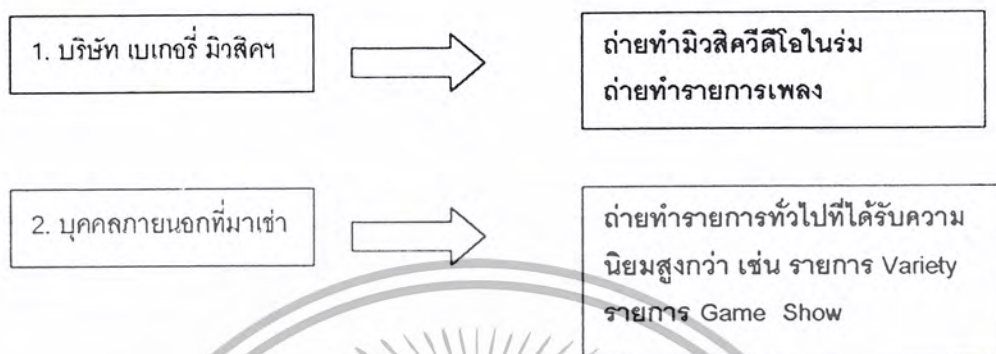 1. บริษัท เบเกอรี่ มิวสิคฯ
ถ่ายทำมิวสิควีดีโอในร่ม
ถ่ายทำรายการเพลง
2. บุคคลภายนอกที่มาเช่า
ถ่ายทำรายการทั่วไปที่ได้รับความ
นิยมสูงกว่า เช่น รายการ Variety
รายการ Game Show